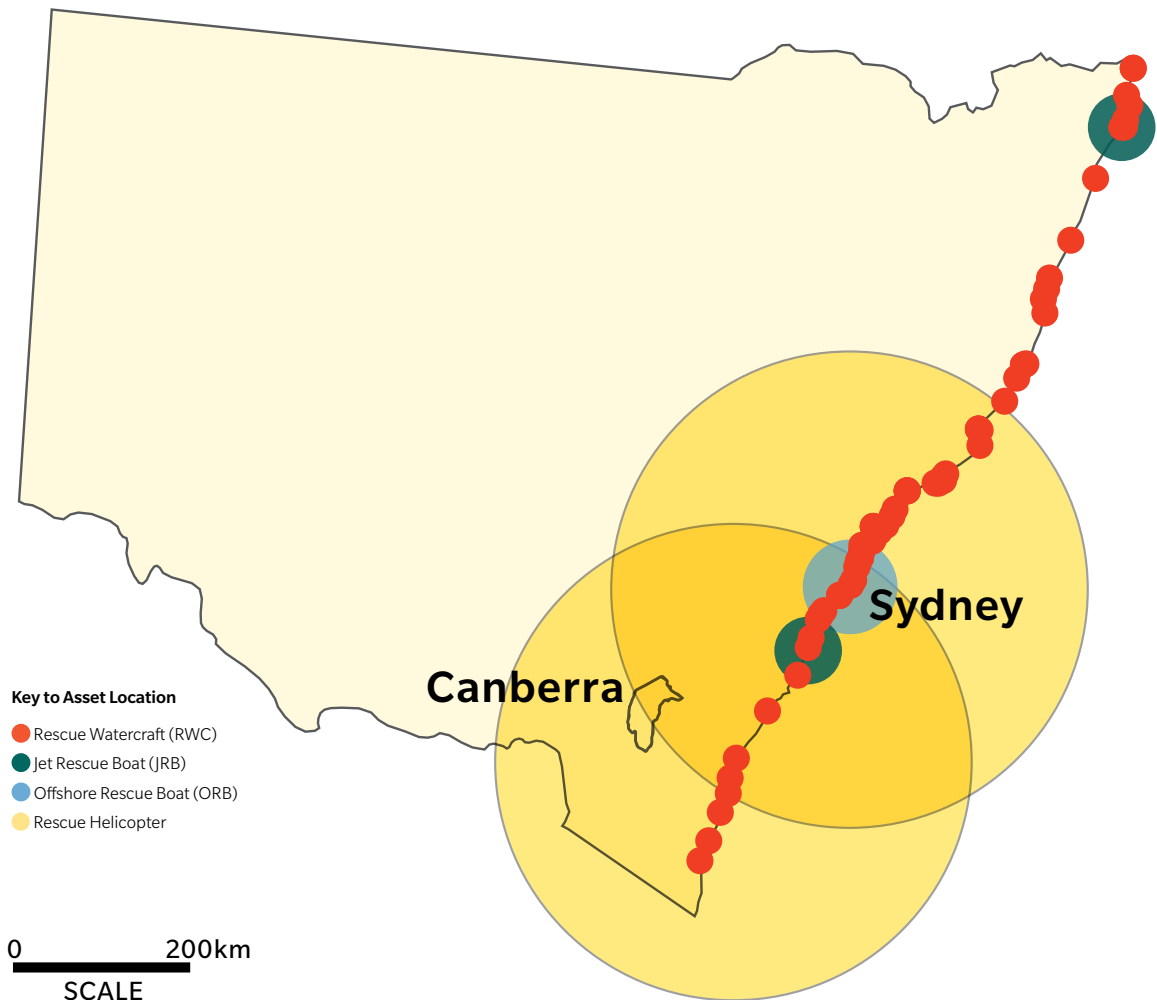 Sydney
Canberra
Key to Asset Location
Rescue Watercraft (RWC)
Jet Rescue Boat (JRB)
Offshore Rescue Boat (ORB)
Rescue Helicopter
0 200km
SCALE